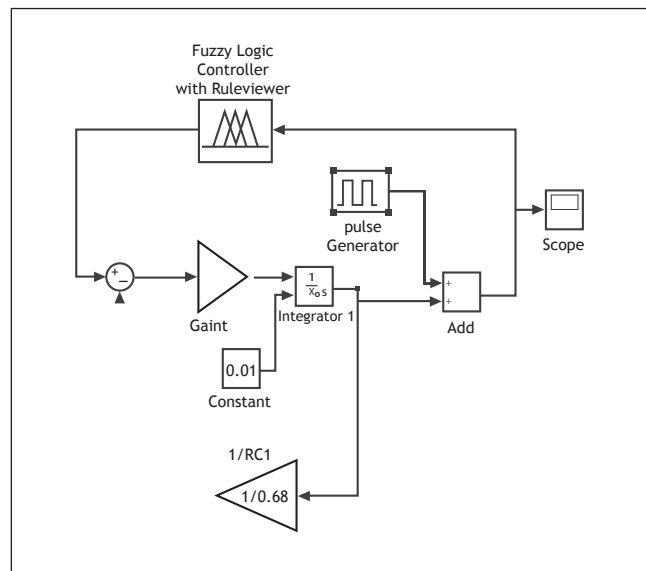 Fuzzy Logic
Controller
with Ruleviewer
pulse
Generator
Scope
+
−
Gaint
1
X₀ s
Integrator 1
+
+
Add
0.01
Constant
1/RC1
1/0.68